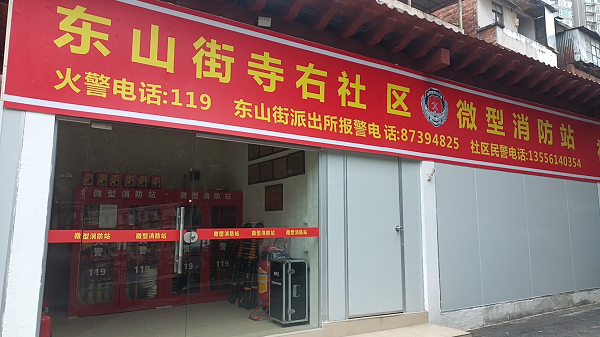 东山街寺右社区 微型消防站
火警电话:119 东山街派出所报警电话:87394825 社区民警电话:13556140354
微型消防站
微型消防站 微型消防站 微型消防站 微型消防站
119 119 119